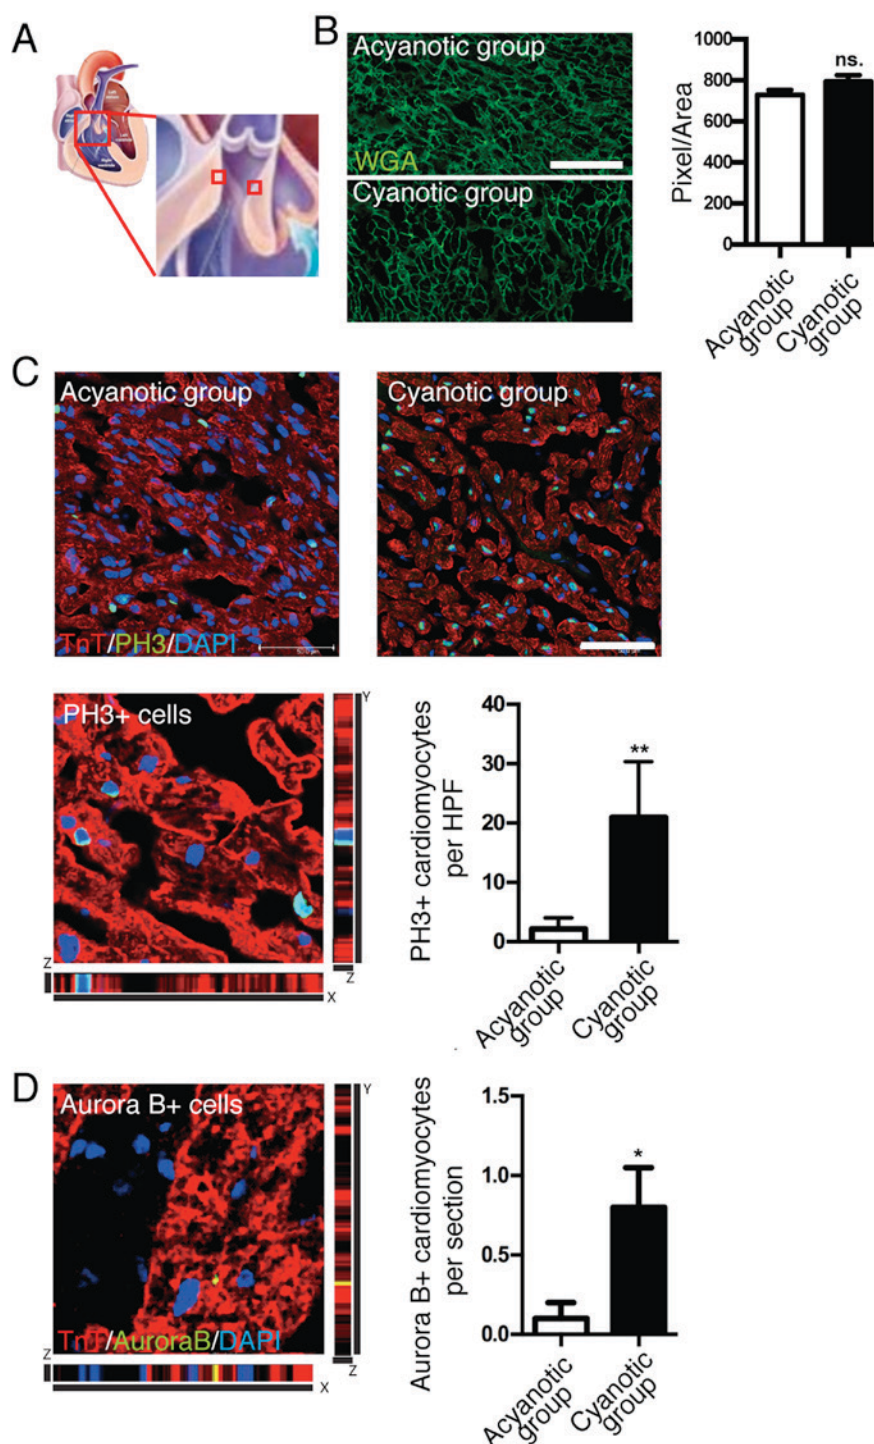 A
B
Acyanotic group
WGA
Cyanotic group
Pixel/Area
1000
800
600
400
200
0
ns.
Acyanotic
group
Cyanotic
group
C
Acyanotic group
TnT/PH3/DAPI
Cyanotic group
PH3+ cells
Y
Z
Z
X
PH3+ cardiomyocytes
per HPF
40
30
20
10
0
**
Acyanotic
group
Cyanotic
group
D
Aurora B+ cells
TnT/AuroraB/DAPI
Y
Z
Z
X
Aurora B+ cardiomyocytes
per section
1.5
1.0
0.5
0.0
*
Acyanotic
group
Cyanotic
group